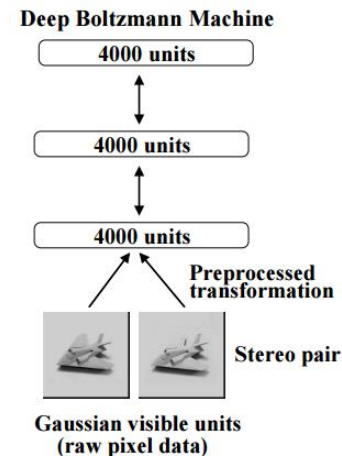 Deep Boltzmann Machine
4000 units
4000 units
4000 units
Preprocessed
transformation
Stereo pair
Gaussian visible units
(raw pixel data)